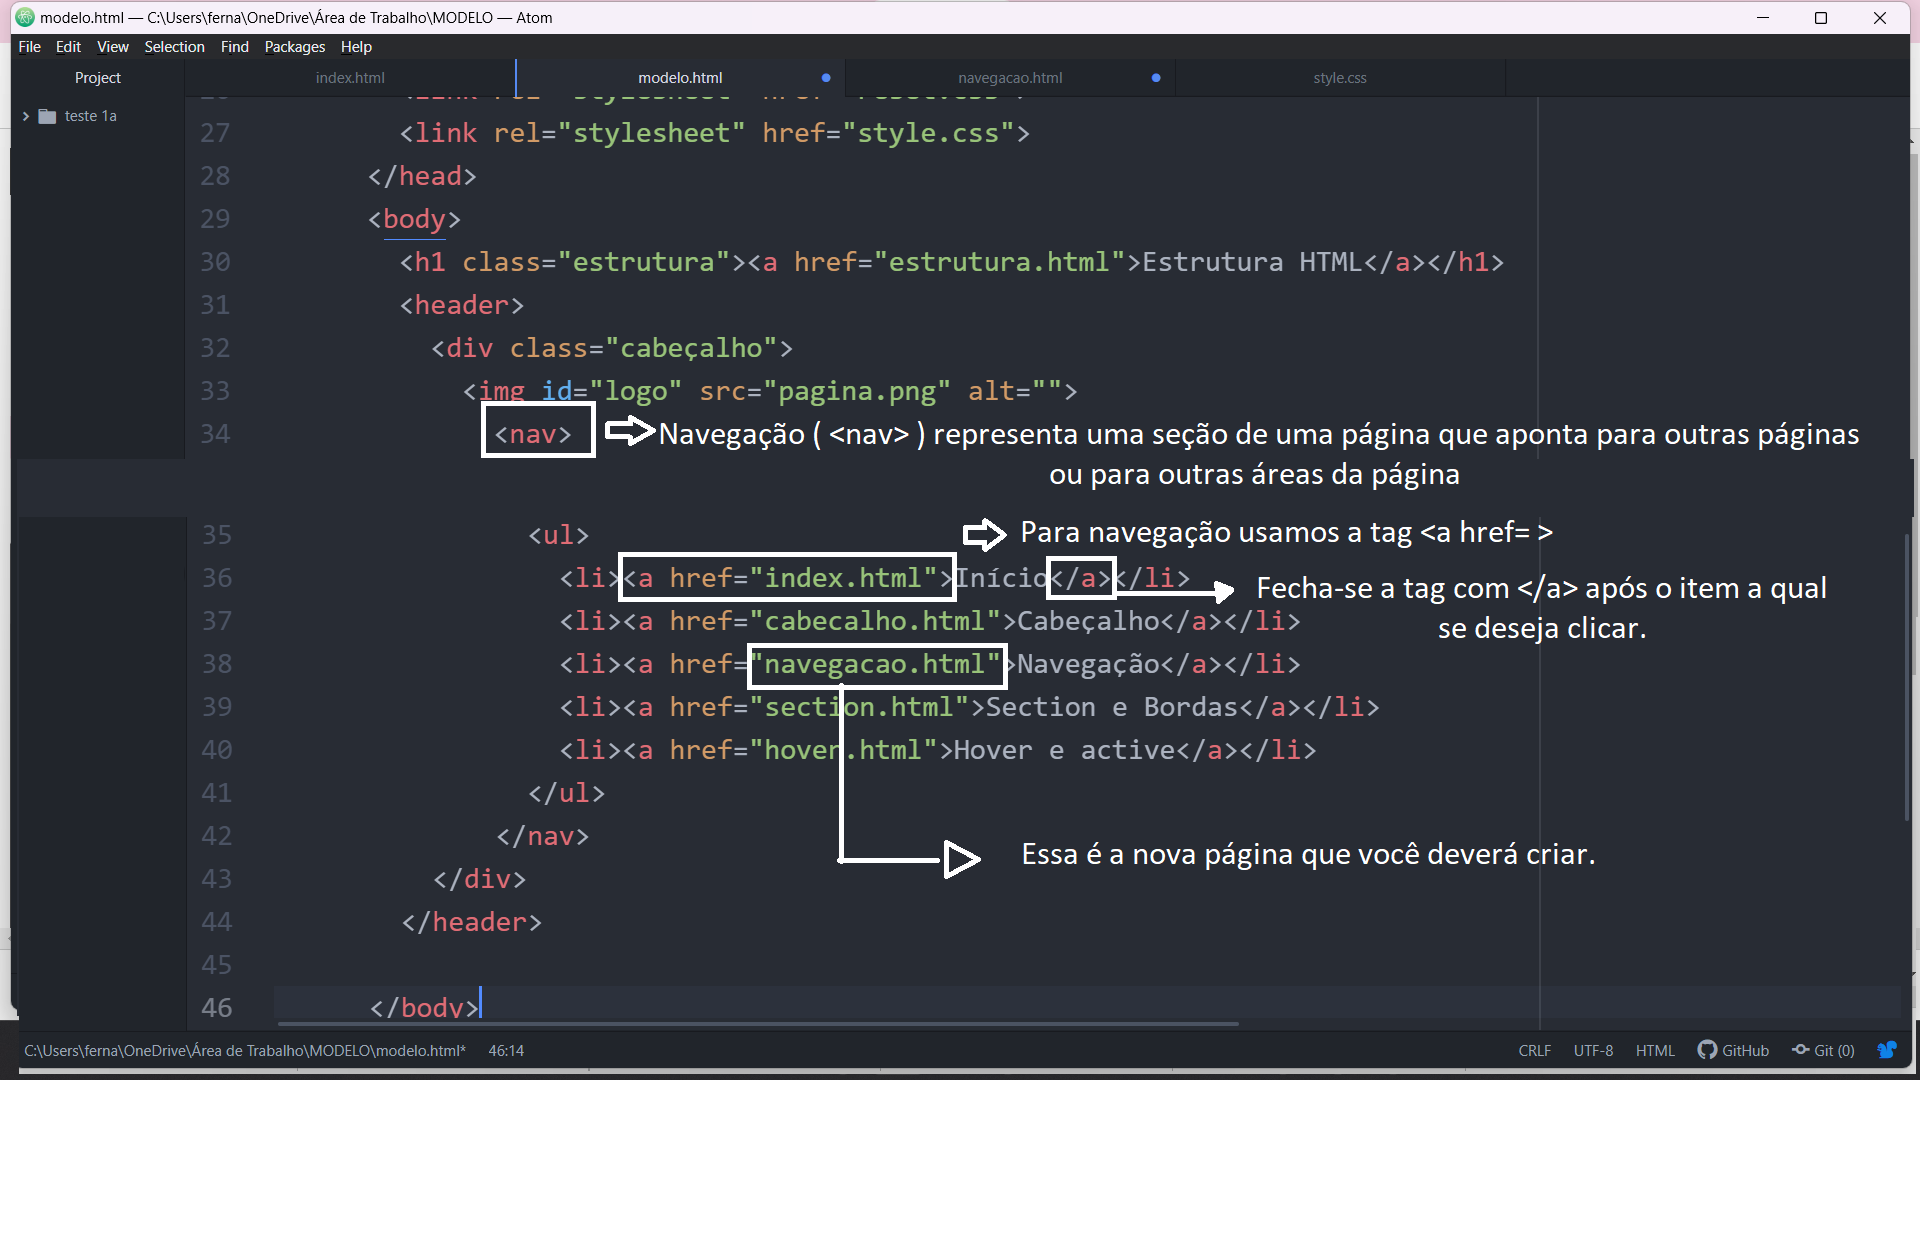 modelo.html — C:\Users\ferna\OneDrive\Área de Trabalho\MODELO — Atom
File Edit View Selection Find Packages Help
Project index.html modelo.html navegacao.html style.css
teste 1a
27 <link rel="stylesheet" href="style.css">
28 </head>
29 <body>
30 <h1 class="estrutura"><a href="estrutura.html">Estrutura HTML</a></h1>
31 <header>
32 <div class="cabeçalho">
33 <img id="logo" src="pagina.png" alt="">
34 <nav> Navegação ( <nav> ) representa uma seção de uma página que aponta para outras páginas
ou para outras áreas da página
35 <ul> Para navegação usamos a tag <a href= >
36 <li><a href="index.html">Início</a></li> Fecha-se a tag com </a> após o item a qual
se deseja clicar.
37 <li><a href="cabecalho.html">Cabeçalho</a></li>
38 <li><a href="navegacao.html">Navegação</a></li>
39 <li><a href="section.html">Section e Bordas</a></li>
40 <li><a href="hover.html">Hover e active</a></li>
41 </ul>
42 </nav>
Essa é a nova página que você deverá criar.
43 </div>
44 </header>
45
46 </body>
C:\Users\ferna\OneDrive\Área de Trabalho\MODELO\modelo.html* 46:14 CRLF UTF-8 HTML GitHub Git (0)